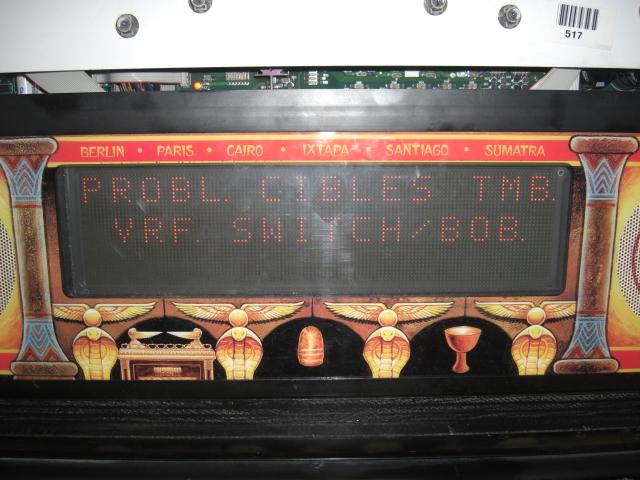 517
BERLIN • PARIS • CAIRO • IXTAPA • SANTIAGO • SUMATRA
PROBL. CIBLES TMB.
VRF. SWITCH/BOB.